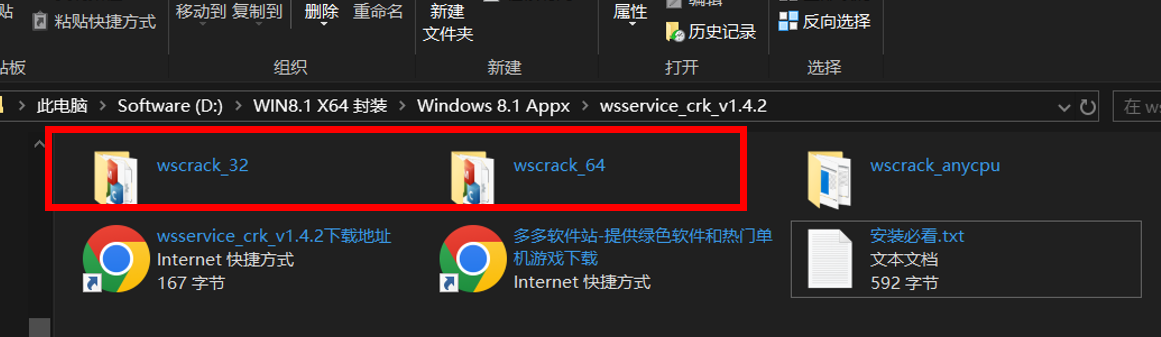 贴
粘贴快捷方式
移动到 复制到
删除 重命名
新建
文件夹
属性
编辑
历史记录
反向选择
贴板
组织
新建
打开
选择
此电脑 > Software (D:) > WIN8.1 X64 封装 > Windows 8.1 Appx > wsservice_crk_v1.4.2
在 ws
wscrack_32
wscrack_64
wscrack_anycpu
wsservice_crk_v1.4.2下载地址
Internet 快捷方式
167 字节
多多软件站-提供绿色软件和热门单
机游戏下载
Internet 快捷方式
安装必看.txt
文本文档
592 字节